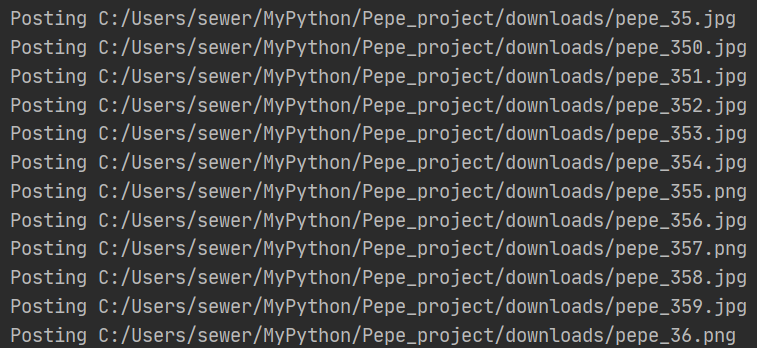 Posting C:/Users/sewer/MyPython/Pepe_project/downloads/pepe_35.jpg
Posting C:/Users/sewer/MyPython/Pepe_project/downloads/pepe_350.jpg
Posting C:/Users/sewer/MyPython/Pepe_project/downloads/pepe_351.jpg
Posting C:/Users/sewer/MyPython/Pepe_project/downloads/pepe_352.jpg
Posting C:/Users/sewer/MyPython/Pepe_project/downloads/pepe_353.jpg
Posting C:/Users/sewer/MyPython/Pepe_project/downloads/pepe_354.jpg
Posting C:/Users/sewer/MyPython/Pepe_project/downloads/pepe_355.png
Posting C:/Users/sewer/MyPython/Pepe_project/downloads/pepe_356.jpg
Posting C:/Users/sewer/MyPython/Pepe_project/downloads/pepe_357.png
Posting C:/Users/sewer/MyPython/Pepe_project/downloads/pepe_358.jpg
Posting C:/Users/sewer/MyPython/Pepe_project/downloads/pepe_359.jpg
Posting C:/Users/sewer/MyPython/Pepe_project/downloads/pepe_36.png